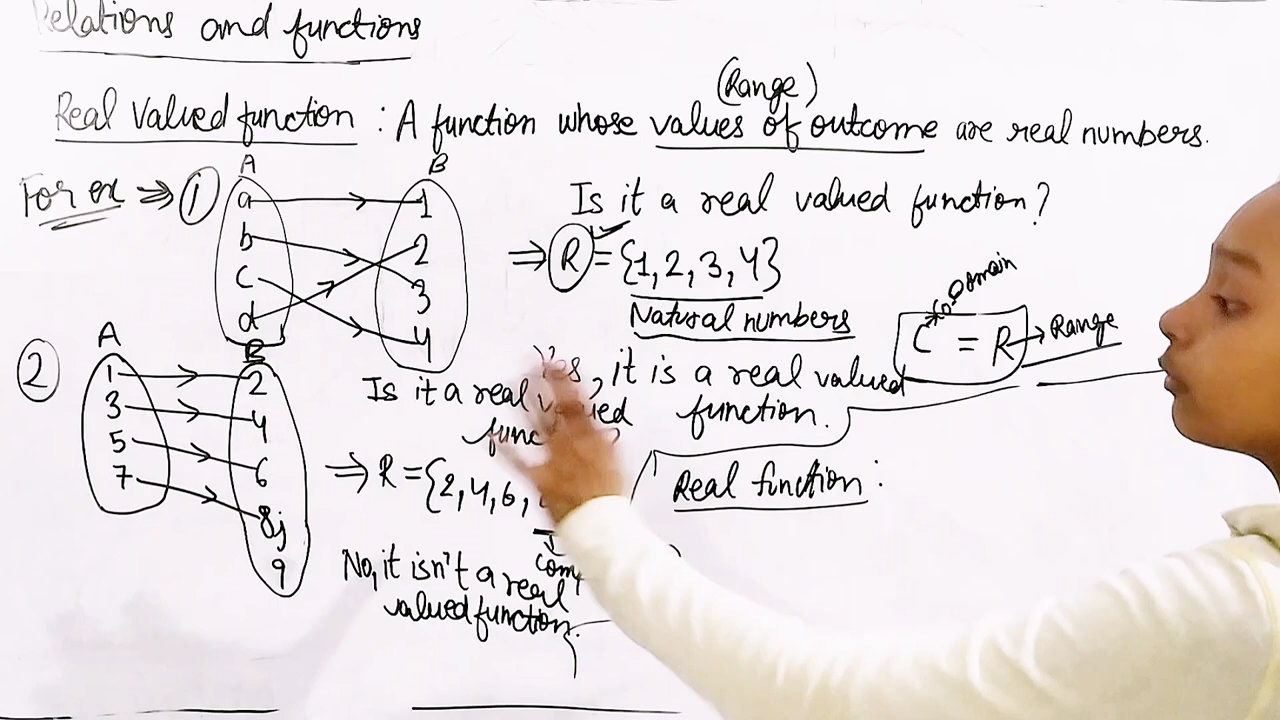 Relations and functions
(Range)
Real Valued function : A function whose values of outcome are real numbers.
For ex ⇒ ① A B
a 1
b 2
c 3
d 4
Is it a real valued function?
⇒ R = {1, 2, 3, 4}
Natural numbers
Yes, it is a real valued
function.
C = R → Range
② A B
1 2
3 4
5 6
7 8j
9
Is it a real valued
⇒ R = {2, 4, 6,
No, it isn't a real
valued function.
Real function :